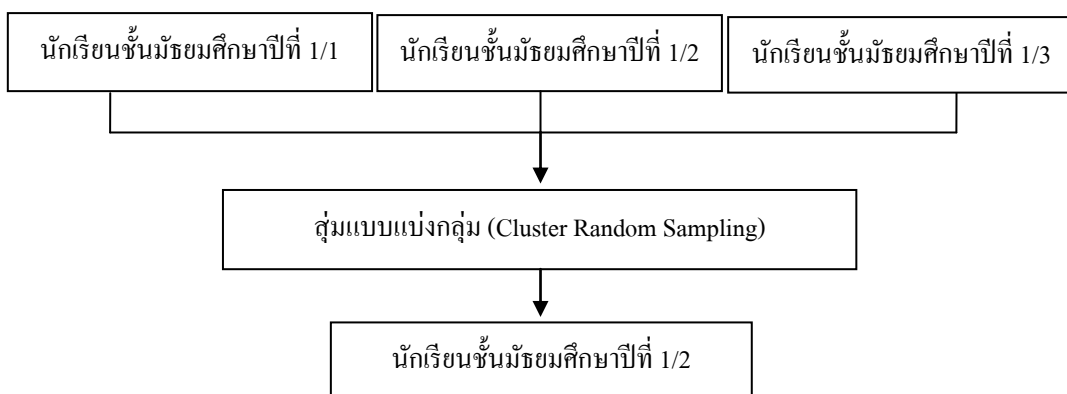 นักเรียนชั้นมัธยมศึกษาปีที่ 1/1
นักเรียนชั้นมัธยมศึกษาปีที่ 1/2
นักเรียนชั้นมัธยมศึกษาปีที่ 1/3
สุ่มแบบแบ่งกลุ่ม (Cluster Random Sampling)
นักเรียนชั้นมัธยมศึกษาปีที่ 1/2